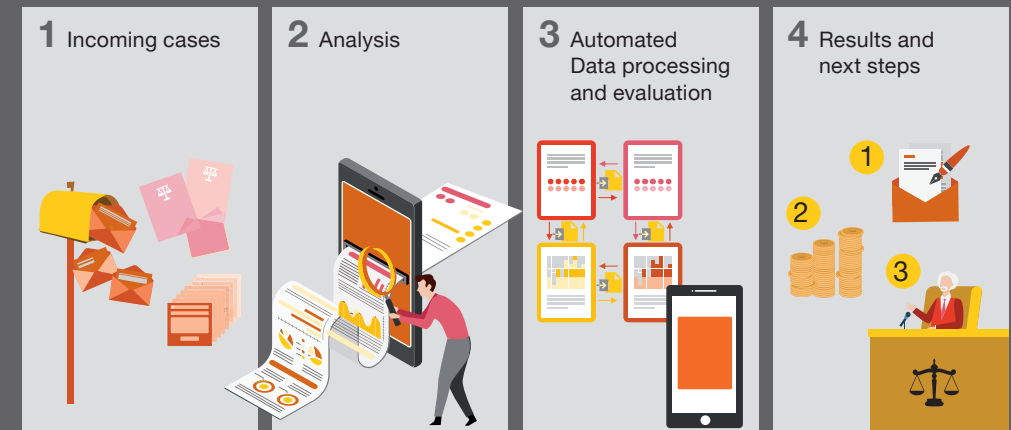 1 Incoming cases
2 Analysis
3 Automated
Data processing
and evaluation
4 Results and
next steps
1
2
3